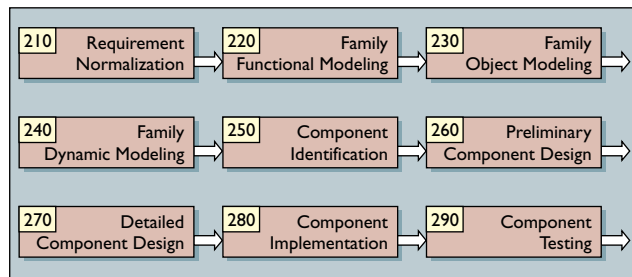 210 Requirement
Normalization
220 Family
Functional Modeling
230 Family
Object Modeling
240 Family
Dynamic Modeling
250 Component
Identification
260 Preliminary
Component Design
270 Detailed
Component Design
280 Component
Implementation
290 Component
Testing